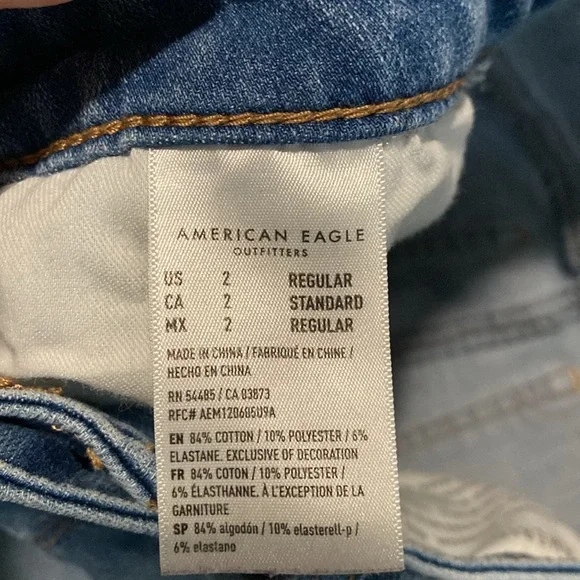 AMERICAN EAGLE
OUTFITTERS
US 2 REGULAR
CA 2 STANDARD
MX 2 REGULAR
MADE IN CHINA / FABRIQUÉ EN CHINE /
HECHO EN CHINA
RN 54485 / CA 03873
RFC# AEM120605U9A
EN 84% COTTON / 10% POLYESTER / 6%
ELASTANE. EXCLUSIVE OF DECORATION
FR 84% COTON / 10% POLYESTER /
6% ÉLASTHANNE. À L'EXCEPTION DE LA
GARNITURE
SP 84% algodón / 10% elasterell-p /
6% elastano